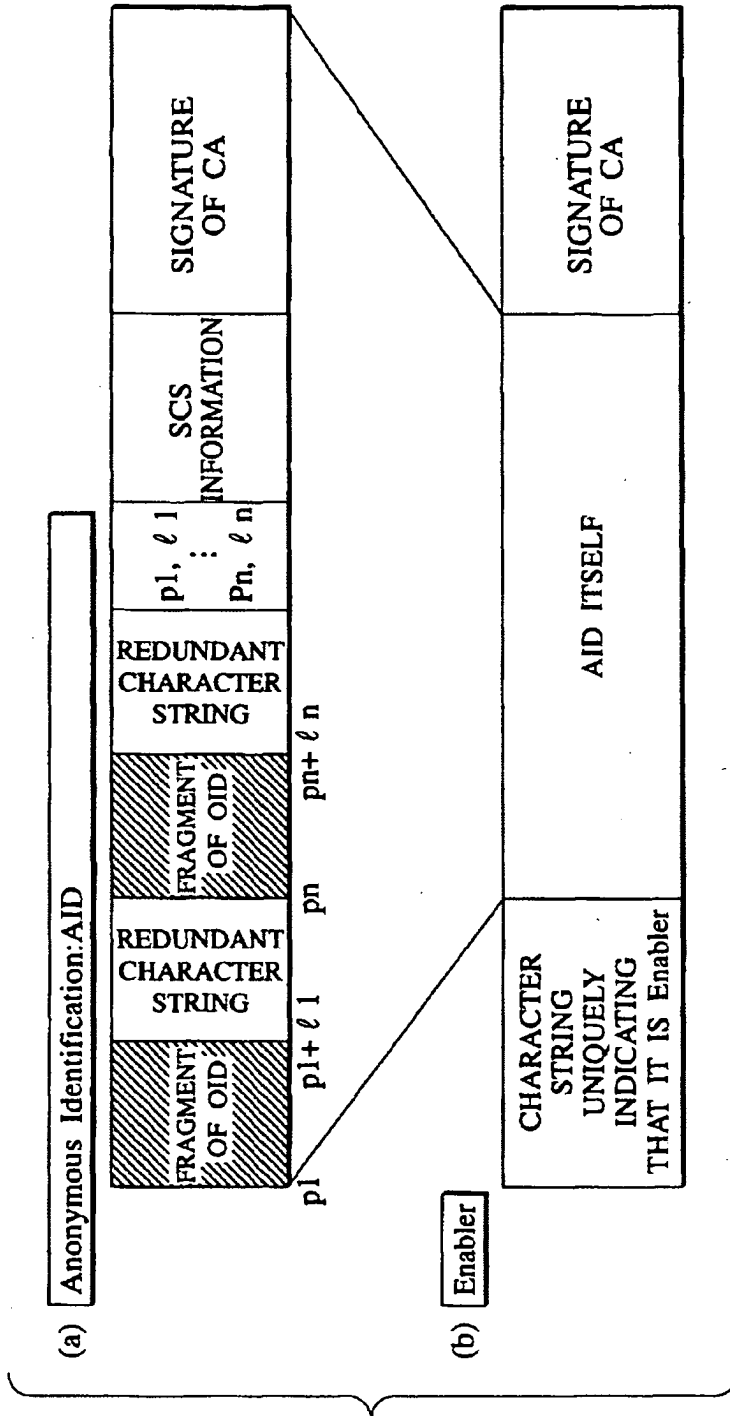 (a) Anonymous Identification:AID
FRAGMENT
OF OID
REDUNDANT
CHARACTER
STRING
FRAGMENT
OF OID
REDUNDANT
CHARACTER
STRING
p1, ℓ 1
⋮
Pn, ℓ n
SCS
INFORMATION
SIGNATURE
OF CA
p1
p1+ ℓ 1
pn
pn+ ℓ n
(b) Enabler
CHARACTER
STRING
UNIQUELY
INDICATING
THAT IT IS Enabler
AID ITSELF
SIGNATURE
OF CA